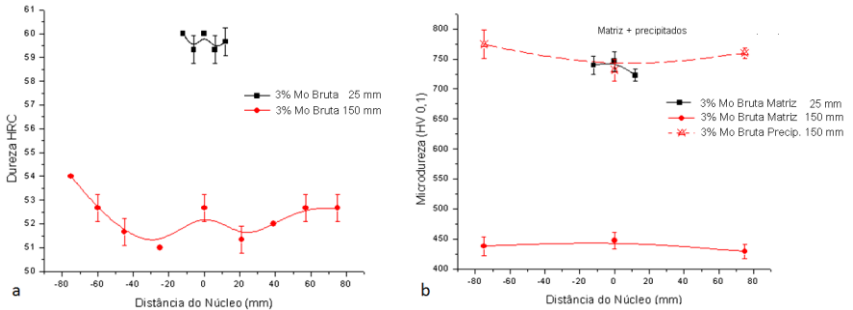 60
59
58
57
56
55
54
53
52
51
50
Dureza HRC
3% Mo Bruta 25 mm
3% Mo Bruta 150 mm
-80 -60 -40 -20 0 20 40 60 80
Distância do Núcleo (mm)
a
800
750
700
650
600
550
500
450
400
Microdureza (HV 0,1)
Matriz + precipitados
3% Mo Bruta Matriz 25 mm
3% Mo Bruta Matriz 150 mm
3% Mo Bruta Precip. 150 mm
-80 -60 -40 -20 0 20 40 60 80
Distância do Núcleo (mm)
b